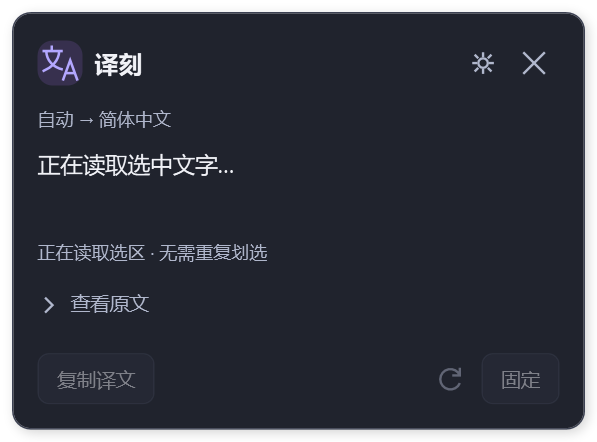 文A 译刻
自动 → 简体中文
正在读取选中文字...
正在读取选区 · 无需重复划选
查看原文
复制译文 固定